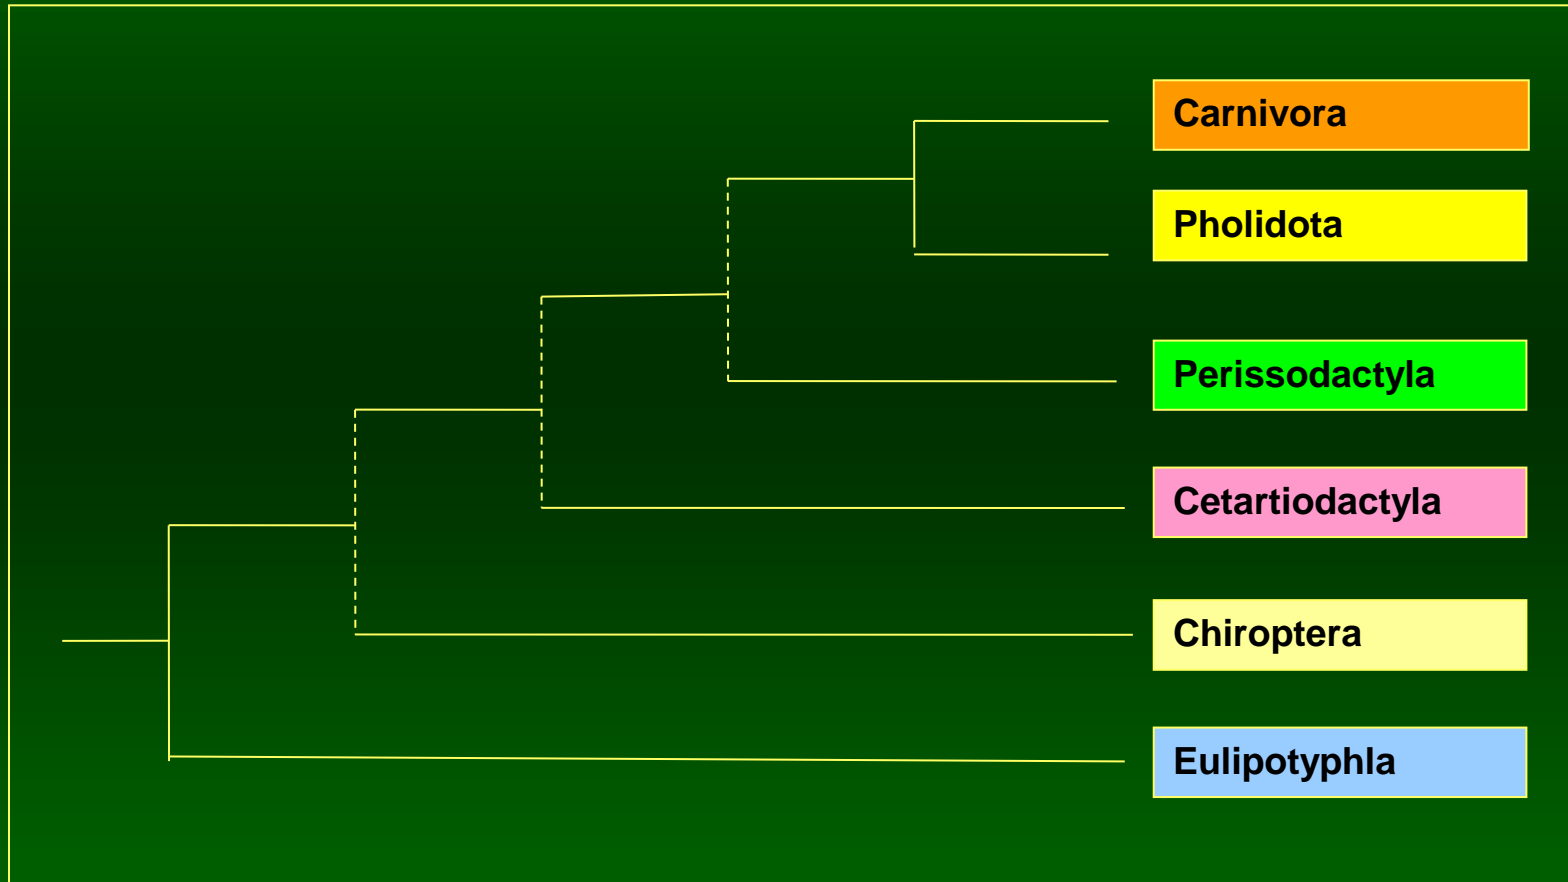 Carnivora
Pholidota
Perissodactyla
Cetartiodactyla
Chiroptera
Eulipotyphla